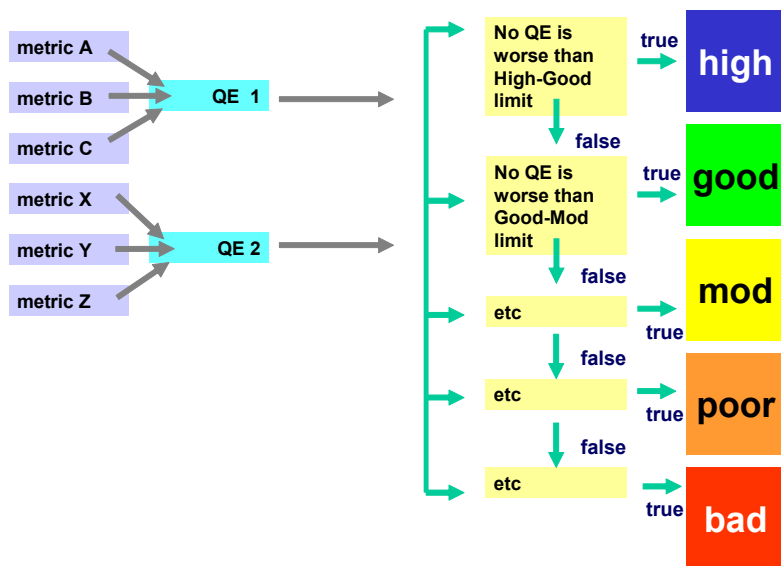 metric A
metric B
metric C
QE 1
metric X
metric Y
metric Z
QE 2
No QE is
worse than
High-Good
limit
true
high
false
No QE is
worse than
Good-Mod
limit
true
good
false
etc
true
mod
false
etc
true
poor
false
etc
true
bad